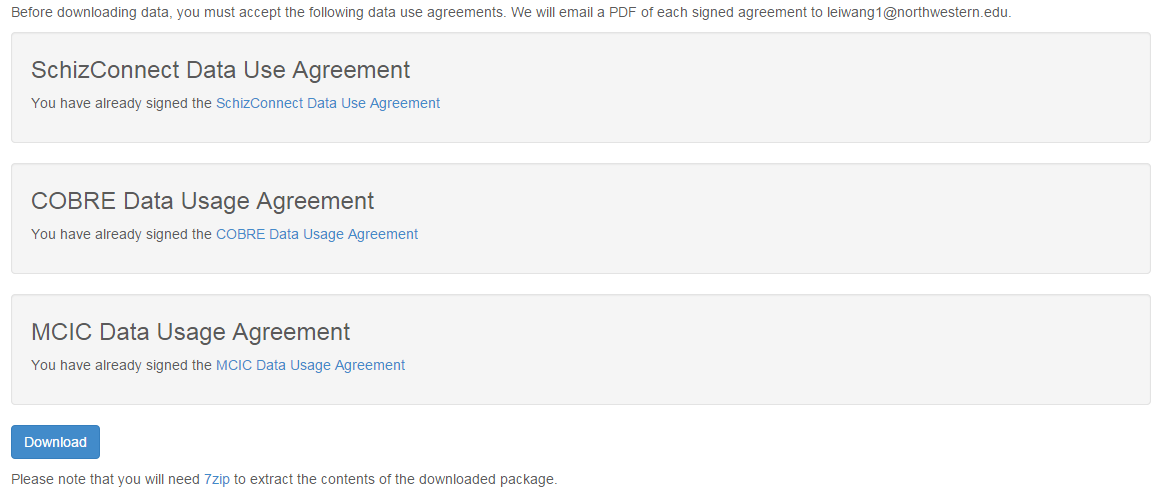 Before downloading data, you must accept the following data use agreements. We will email a PDF of each signed agreement to leiwang1@northwestern.edu.
SchizConnect Data Use Agreement
You have already signed the SchizConnect Data Use Agreement
COBRE Data Usage Agreement
You have already signed the COBRE Data Usage Agreement
MCIC Data Usage Agreement
You have already signed the MCIC Data Usage Agreement
Download
Please note that you will need 7zip to extract the contents of the downloaded package.